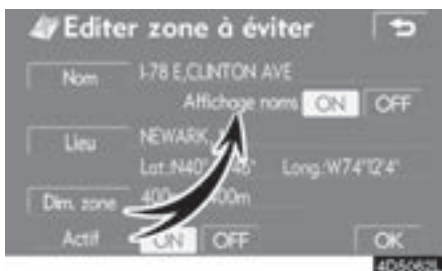 Editer zone à éviter
Nom I-78 E,CLINTON AVE
Affichage noms ON OFF
Lieu NEWARK,
Lat.:N40° Long.:W74°12'4"
Dim. zone 400m 400m
Actif ON OFF OK